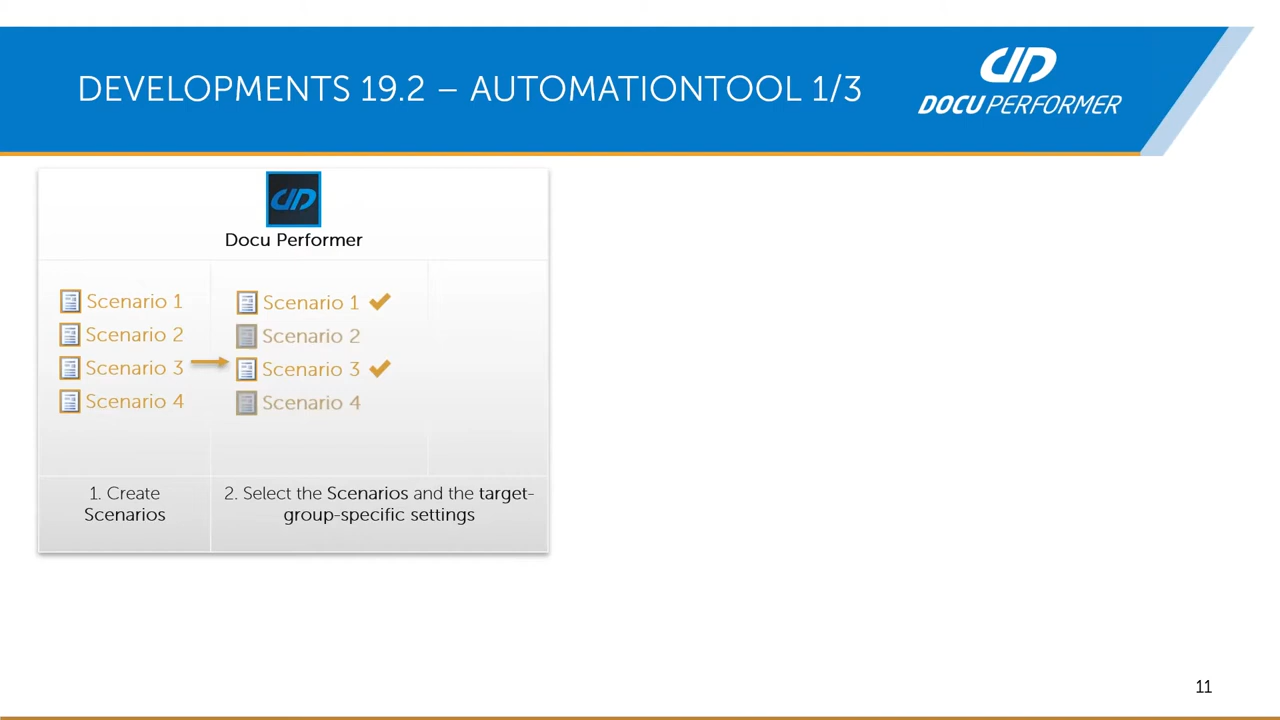 DEVELOPMENTS 19.2 – AUTOMATIONTOOL 1/3
DOCU PERFORMER
Docu Performer
Scenario 1
Scenario 2
Scenario 3
Scenario 4
Scenario 1
Scenario 2
Scenario 3
Scenario 4
1. Create
Scenarios
2. Select the Scenarios and the target-
group-specific settings
11